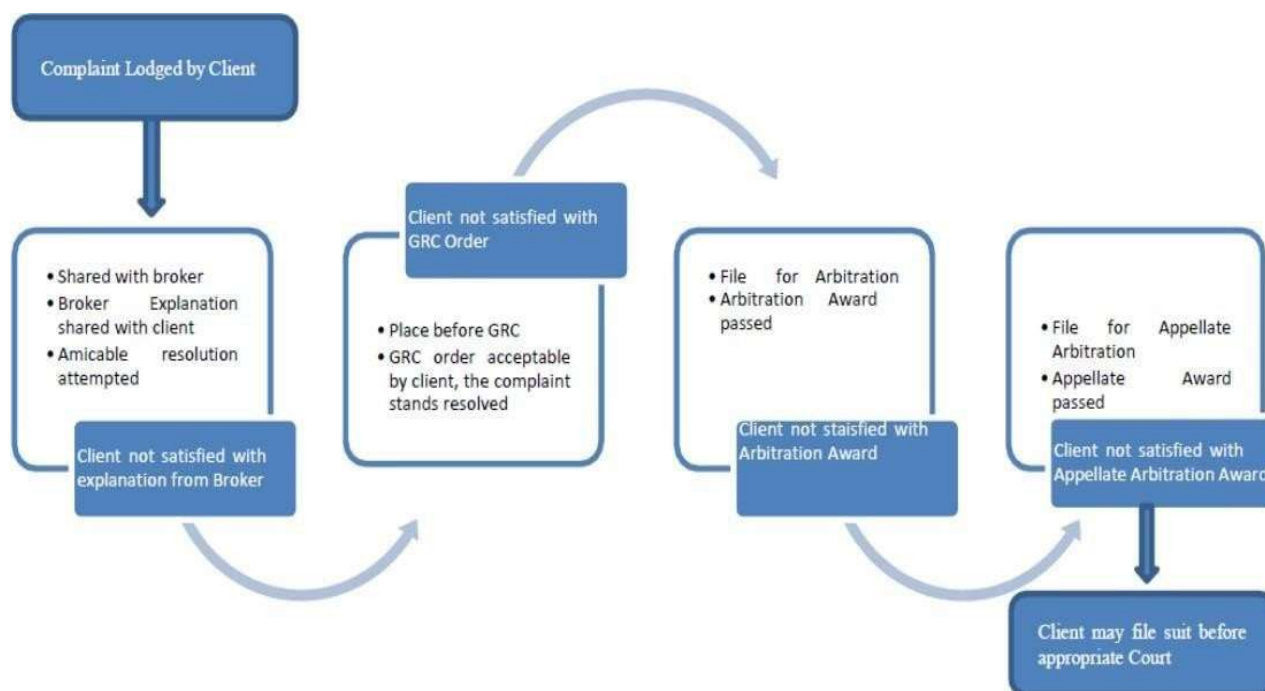 Complaint Lodged by Client
• Shared with broker
• Broker Explanation
shared with client
• Amicable resolution
attempted
Client not satisfied with
explanation from Broker
Client not satisfied with
GRC Order
• Place before GRC
• GRC order acceptable
by client, the complaint
stands resolved
• File for Arbitration
• Arbitration Award
passed
Client not staisfied with
Arbitration Award
• File for Appellate
Arbitration
• Appellate Award
passed
Client not satisfied with
Appellate Arbitration Award
Client may file suit before
appropriate Court